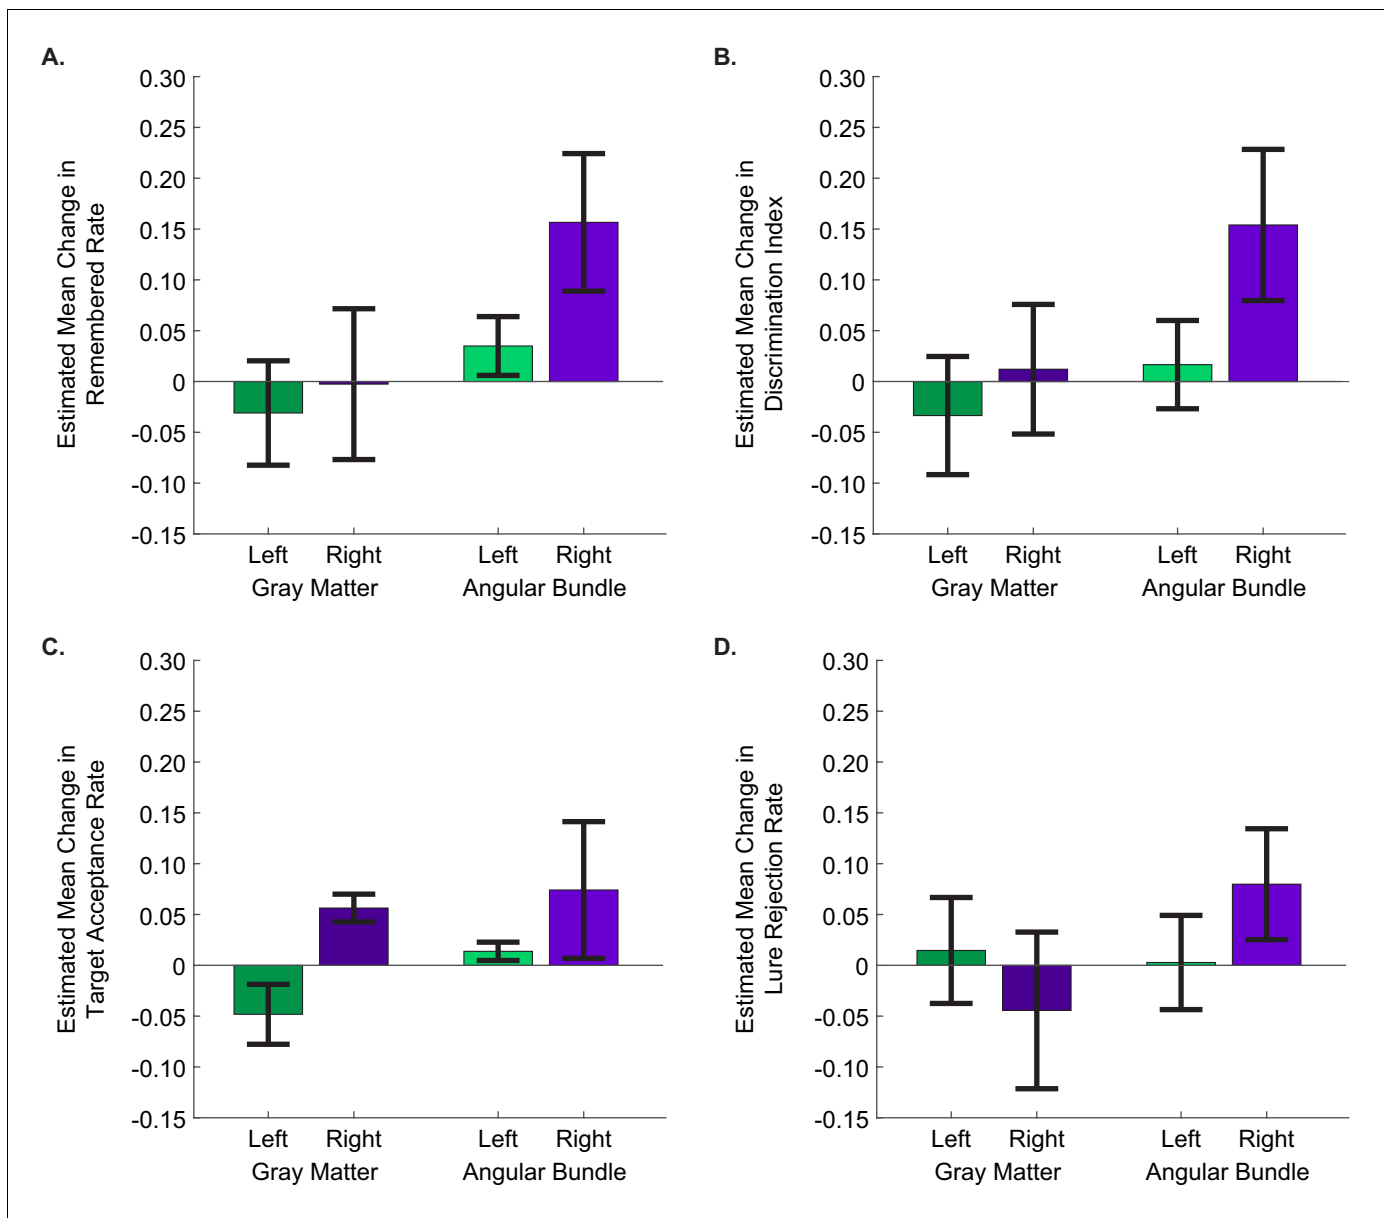 A.
Estimated Mean Change in
Remembered Rate
0.30
0.25
0.20
0.15
0.10
0.05
0
-0.05
-0.10
-0.15
Left Right Left Right
Gray Matter Angular Bundle
B.
Estimated Mean Change in
Discrimination Index
0.30
0.25
0.20
0.15
0.10
0.05
0
-0.05
-0.10
-0.15
Left Right Left Right
Gray Matter Angular Bundle
C.
Estimated Mean Change in
Target Acceptance Rate
0.30
0.25
0.20
0.15
0.10
0.05
0
-0.05
-0.10
-0.15
Left Right Left Right
Gray Matter Angular Bundle
D.
Estimated Mean Change in
Lure Rejection Rate
0.30
0.25
0.20
0.15
0.10
0.05
0
-0.05
-0.10
-0.15
Left Right Left Right
Gray Matter Angular Bundle